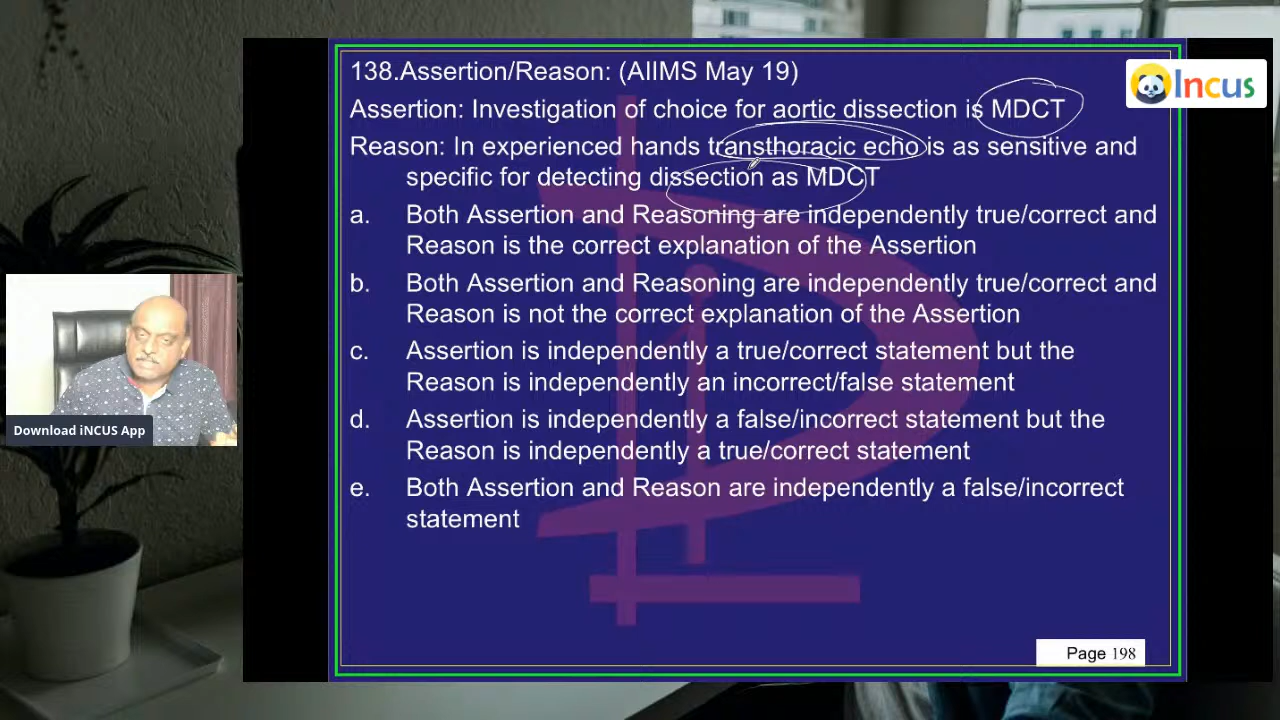 138.Assertion/Reason: (AIIMS May 19)
Incus
Assertion: Investigation of choice for aortic dissection is MDCT
Reason: In experienced hands transthoracic echo is as sensitive and
specific for detecting dissection as MDCT
a. Both Assertion and Reasoning are independently true/correct and
Reason is the correct explanation of the Assertion
b. Both Assertion and Reasoning are independently true/correct and
Reason is not the correct explanation of the Assertion
c. Assertion is independently a true/correct statement but the
Reason is independently an incorrect/false statement
d. Assertion is independently a false/incorrect statement but the
Reason is independently a true/correct statement
e. Both Assertion and Reason are independently a false/incorrect
statement
Download iNCUS App
Page 198